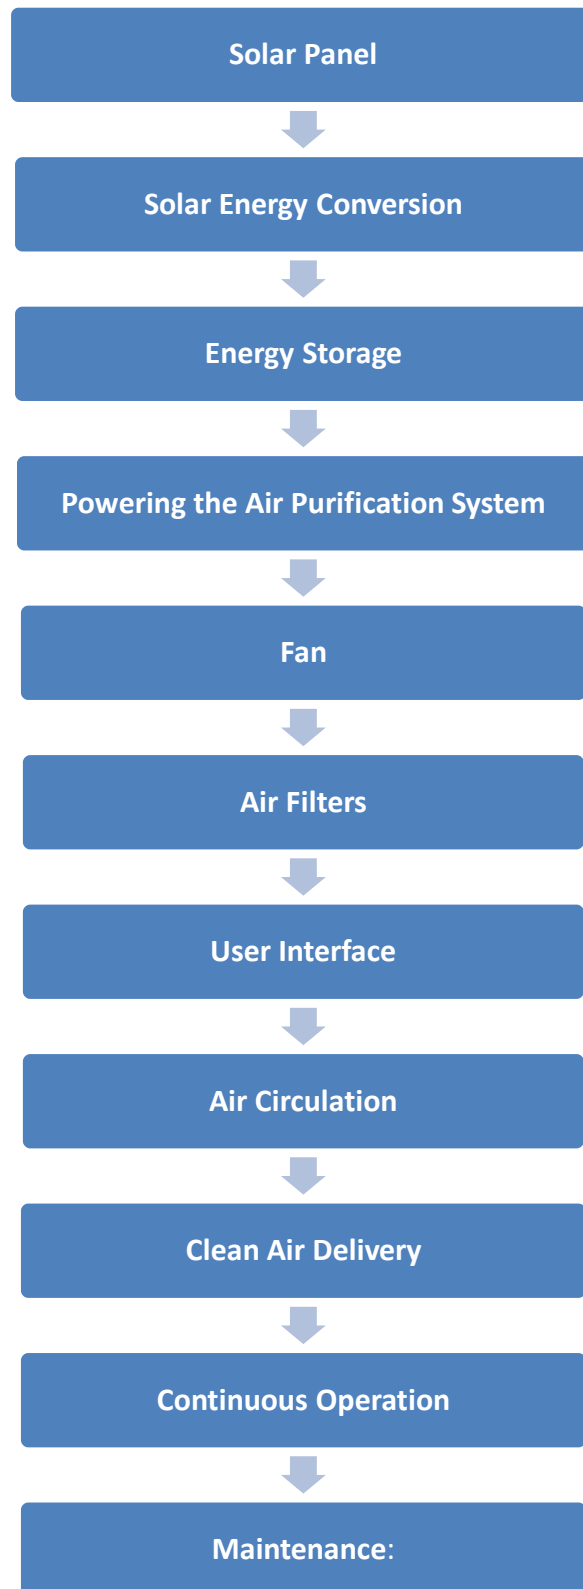 Solar Panel
Solar Energy Conversion
Energy Storage
Powering the Air Purification System
Fan
Air Filters
User Interface
Air Circulation
Clean Air Delivery
Continuous Operation
Maintenance: